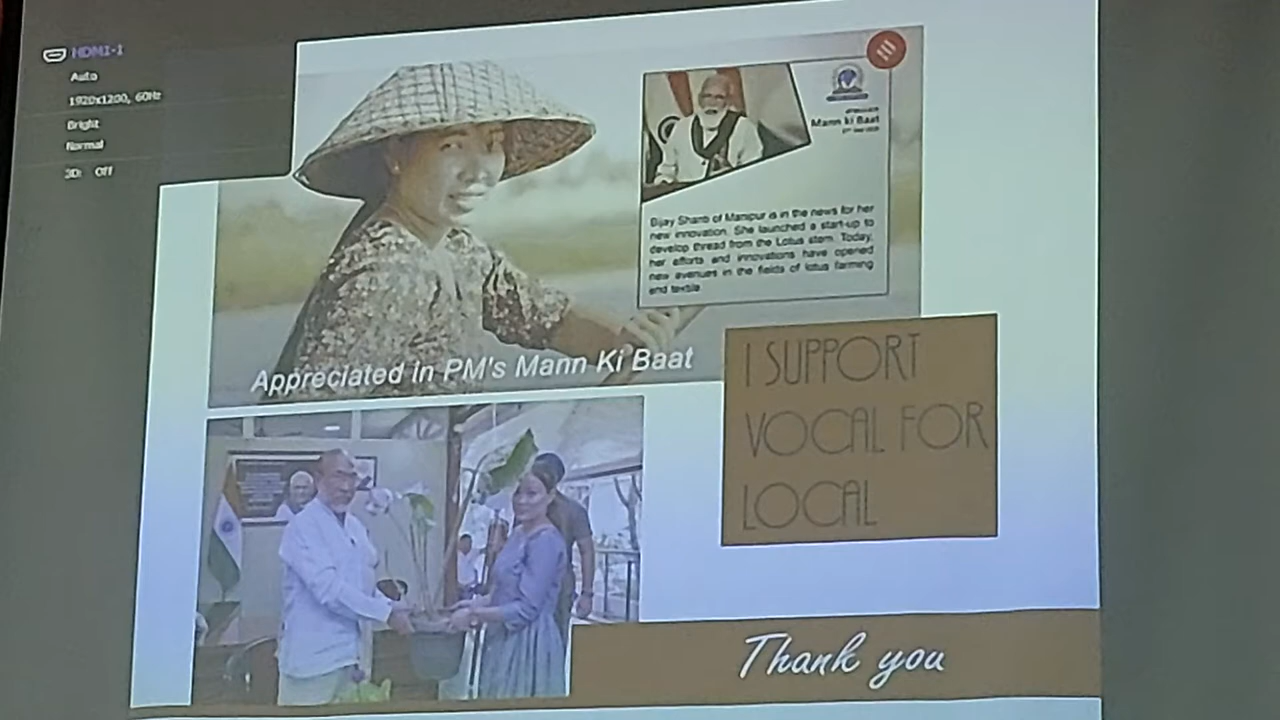 HDMI-1
Auto
1920x1200, 60Hz
Bright
Normal
3D: Off
Mann ki Baat
Bijay Shanti of Manipur is in the news for her
new innovation. She launched a start-up to
develop thread from the Lotus stem. Today,
her efforts and innovations have opened
new avenues in the fields of lotus farming
and textile
Appreciated in PM's Mann Ki Baat
I SUPPORT
VOCAL FOR
LOCAL
Thank you